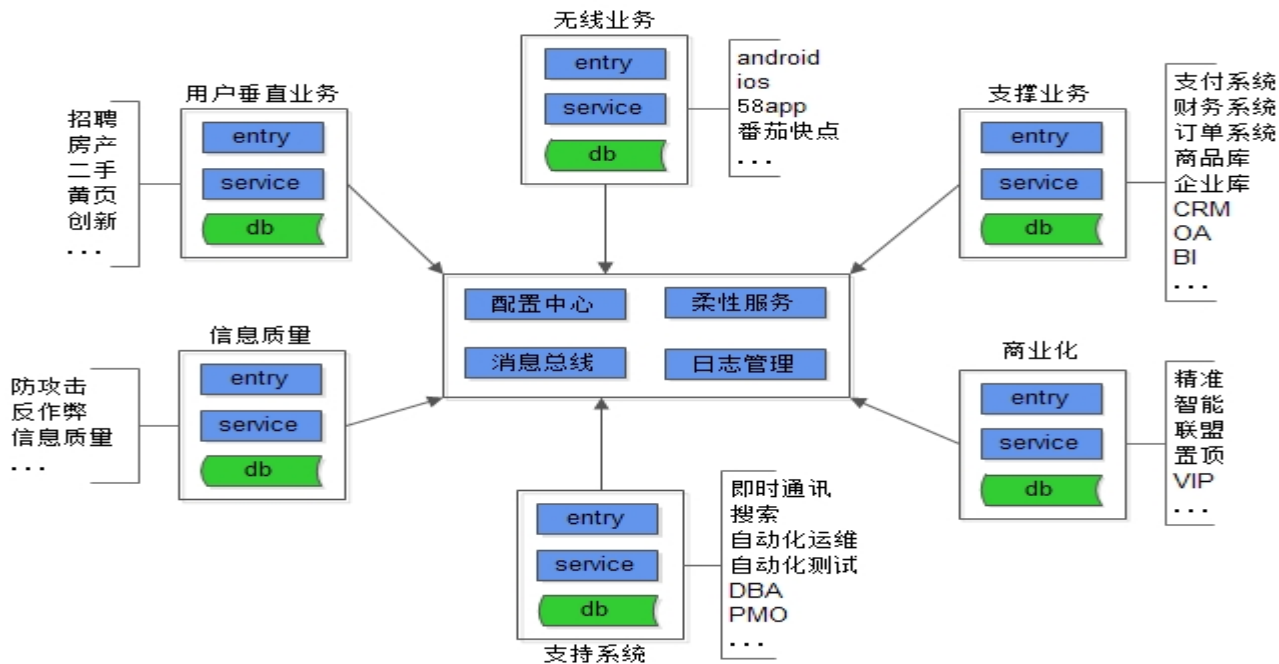 无线业务
entry
service
db
android
ios
58app
番茄快点
...
用户垂直业务
entry
service
db
招聘
房产
二手
黄页
创新
...
支撑业务
entry
service
db
支付系统
财务系统
订单系统
商品库
企业库
CRM
OA
BI
...
配置中心
柔性服务
消息总线
日志管理
信息质量
entry
service
db
防攻击
反作弊
信息质量
...
商业化
entry
service
db
精准
智能
联盟
置顶
VIP
...
entry
service
db
支持系统
即时通讯
搜索
自动化运维
自动化测试
DBA
PMO
...